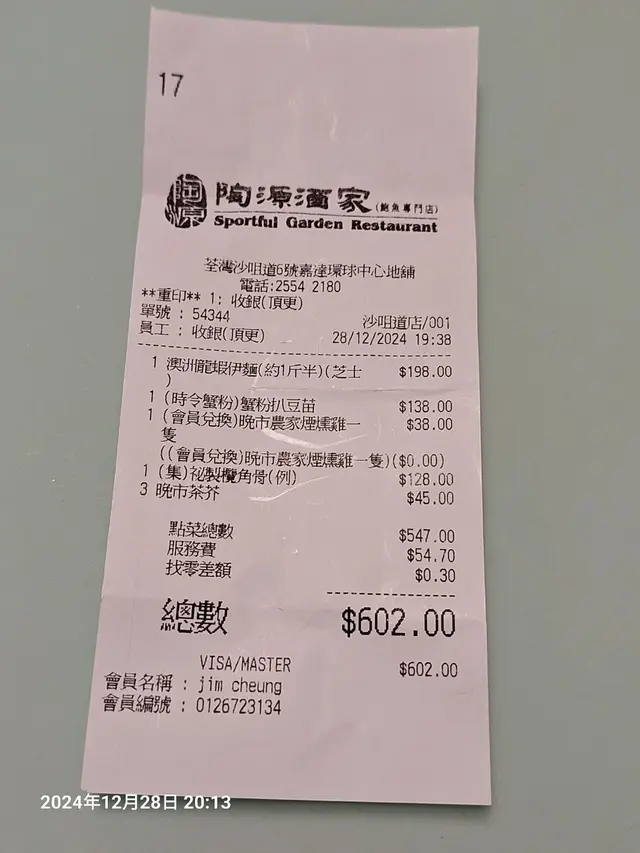 17
陶源酒家(鮑魚專門店)
Sportful Garden Restaurant
荃灣沙咀道6號嘉達環球中心地舖
電話:2554 2180
**重印** 1: 收銀(頂更)
單號 : 54344 沙咀道店/001
員工 : 收銀(頂更) 28/12/2024 19:38
1 澳洲龍蝦伊麵(約1斤半)(芝士 $198.00
)
1 (時令蟹粉)蟹粉扒豆苗 $138.00
1 (會員兌換)晚市農家煙燻雞一 $38.00
隻
((會員兌換)晚市農家煙燻雞一隻)($0.00)
1 (集)祕製欖角骨(例) $128.00
3 晚市茶芥 $45.00
點菜總數 $547.00
服務費 $54.70
找零差額 $0.30
總數 $602.00
VISA/MASTER $602.00
會員名稱 : jim cheung
會員編號 : 0126723134
2024年12月28日 20:13